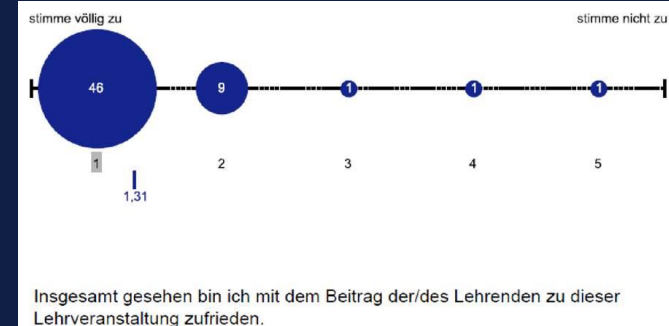 stimme völlig zu stimme nicht zu
46 9 1 1 1
1 2 3 4 5
1,31
Insgesamt gesehen bin ich mit dem Beitrag der/des Lehrenden zu dieser
Lehrveranstaltung zufrieden.